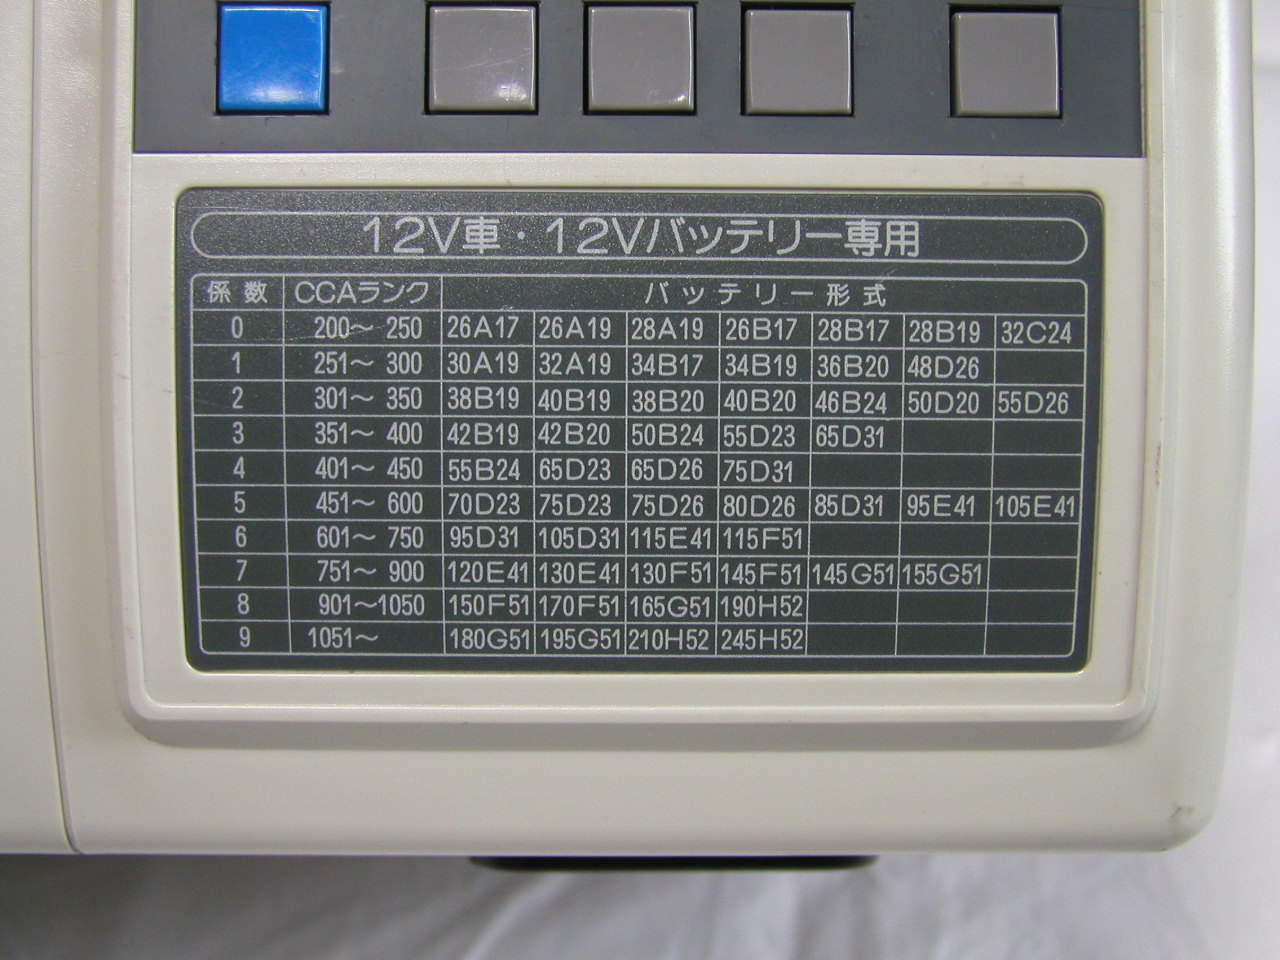 12V車・12Vバッテリー専用
係数 CCAランク バッテリー形式
0 200〜 250 26A17 26A19 28A19 26B17 28B17 28B19 32C24
1 251〜 300 30A19 32A19 34B17 34B19 36B20 48D26
2 301〜 350 38B19 40B19 38B20 40B20 46B24 50D20 55D26
3 351〜 400 42B19 42B20 50B24 55D23 65D31
4 401〜 450 55B24 65D23 65D26 75D31
5 451〜 600 70D23 75D23 75D26 80D26 85D31 95E41 105E41
6 601〜 750 95D31 105D31 115E41 115F51
7 751〜 900 120E41 130E41 130F51 145F51 145G51 155G51
8 901〜1050 150F51 170F51 165G51 190H52
9 1051〜 180G51 195G51 210H52 245H52